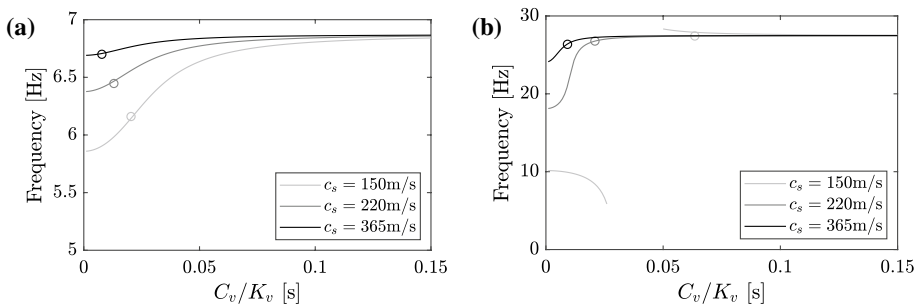 (a)
7
6.5
6
5.5
5
Frequency [Hz]
0
0.05
0.1
0.15
C_v/K_v [s]
c_s = 150m/s
c_s = 220m/s
c_s = 365m/s
(b)
30
20
10
0
Frequency [Hz]
0
0.05
0.1
0.15
C_v/K_v [s]
c_s = 150m/s
c_s = 220m/s
c_s = 365m/s